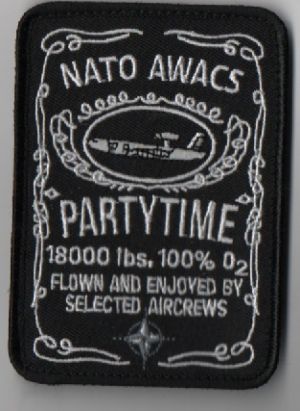 NATO AWACS
PARTYTIME
18000 lbs. 100% O2
FLOWN AND ENJOYED BY
SELECTED AIRCREWS